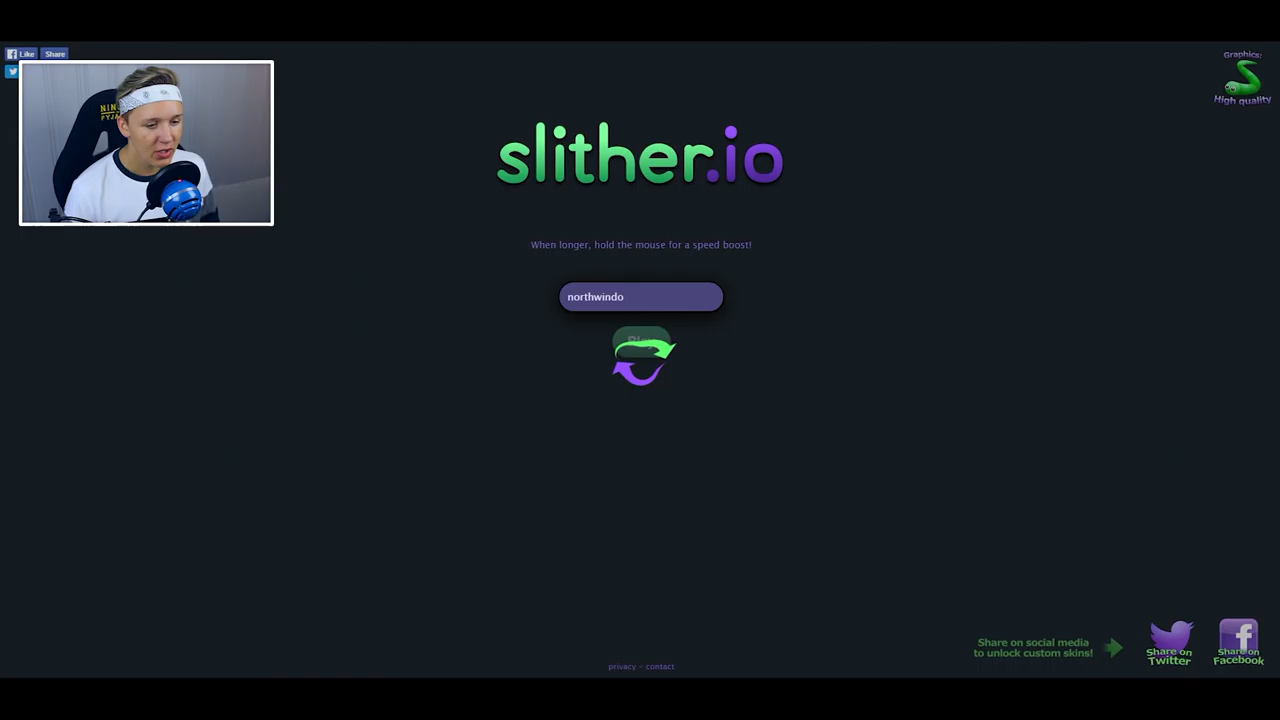 Like
Share
Graphics:
High quality
slither.io
When longer, hold the mouse for a speed boost!
northwindo
Play
Share on social media
to unlock custom skins!
Share on
Twitter
Share on
Facebook
privacy - contact